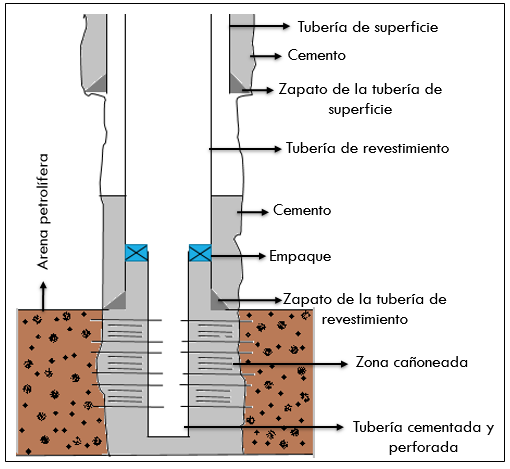 Tubería de superficie
Cemento
Zapato de la tubería de
superficie
Tubería de revestimiento
Arena petrolífera
Cemento
Empaque
Zapato de la tubería de
revestimiento
Zona cañoneada
Tubería cementada y
perforada